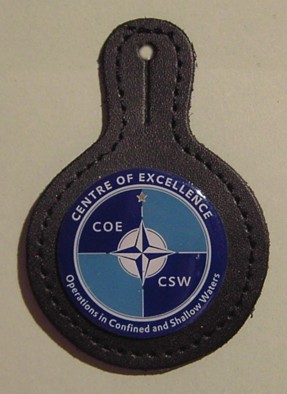 CENTRE OF EXCELLENCE
COE
CSW
Operations in Confined and Shallow Waters